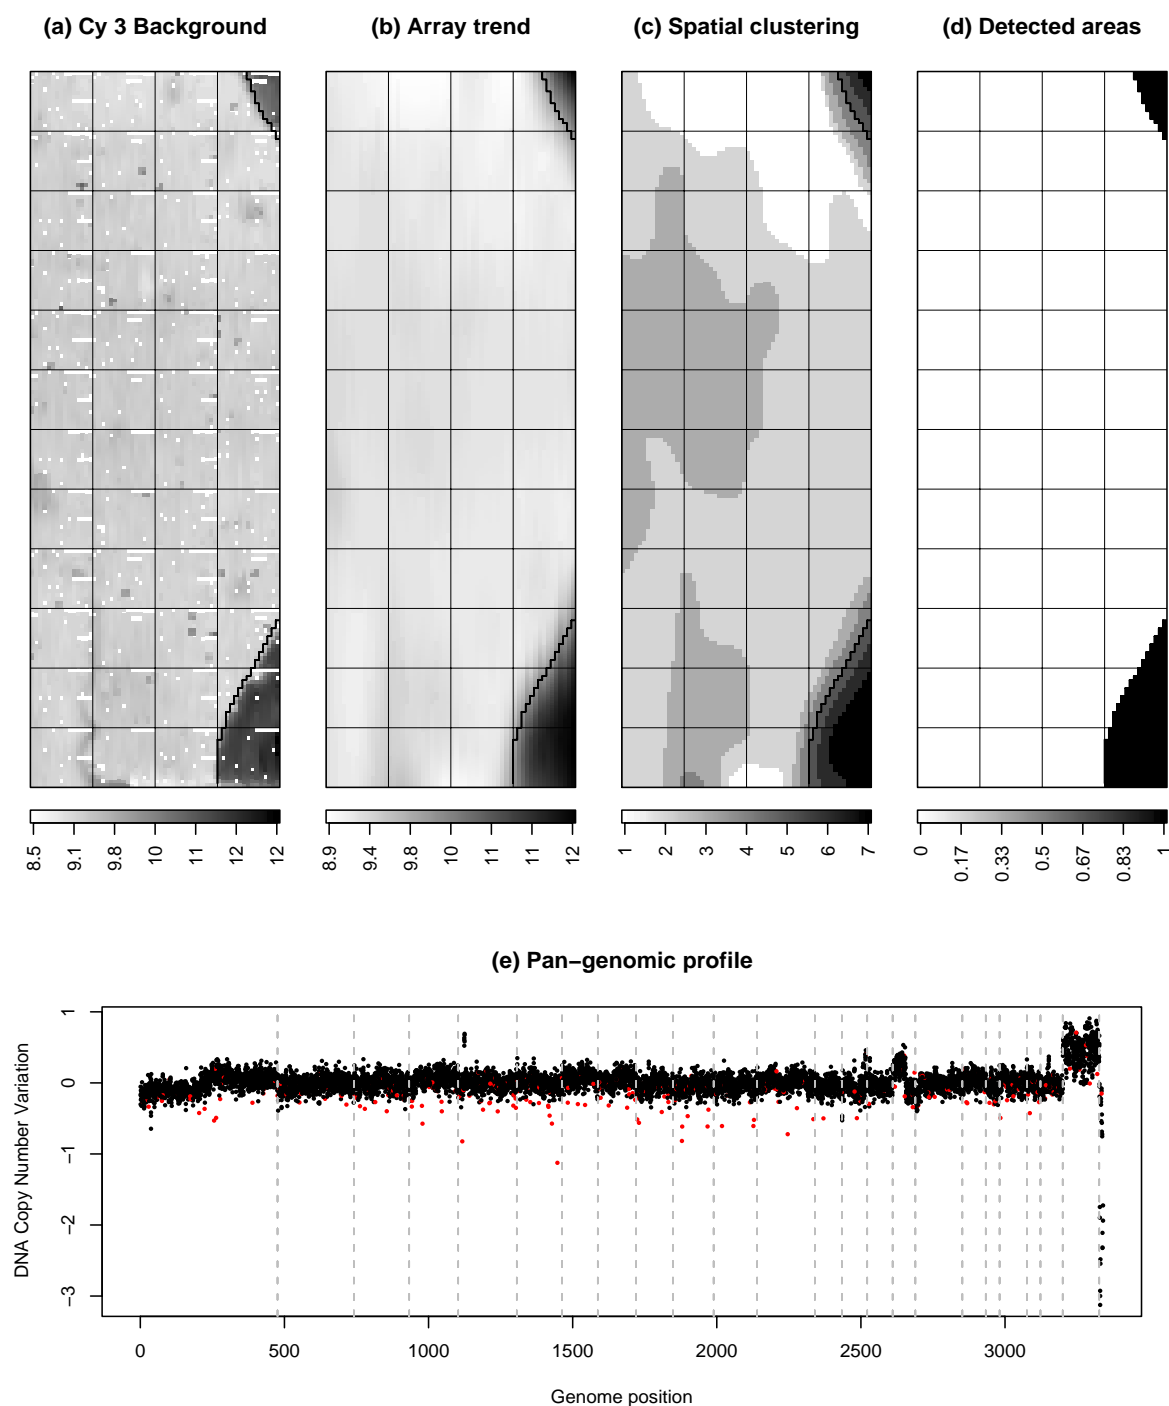 (a) Cy 3 Background (b) Array trend (c) Spatial clustering (d) Detected areas
8.5 9.1 9.8 10 11 12 12
8.9 9.4 9.8 10 11 11 12
1 2 3 4 5 6 7
0 0.17 0.33 0.5 0.67 0.83 1
(e) Pan−genomic profile
DNA Copy Number Variation
1
0
−1
−2
−3
0 500 1000 1500 2000 2500 3000
Genome position